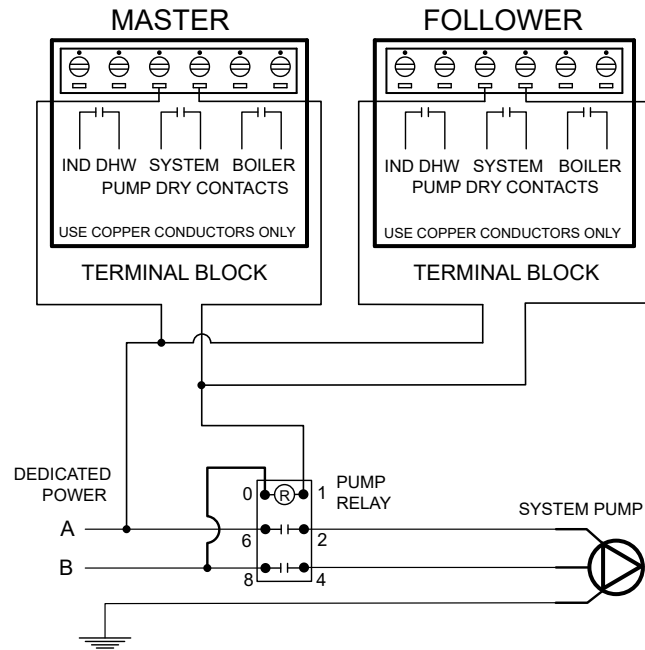 MASTER
FOLLOWER
IND DHW SYSTEM BOILER
PUMP DRY CONTACTS
USE COPPER CONDUCTORS ONLY
TERMINAL BLOCK
IND DHW SYSTEM BOILER
PUMP DRY CONTACTS
USE COPPER CONDUCTORS ONLY
TERMINAL BLOCK
DEDICATED
POWER
A
B
0
R
1
6
2
8
4
PUMP
RELAY
SYSTEM PUMP